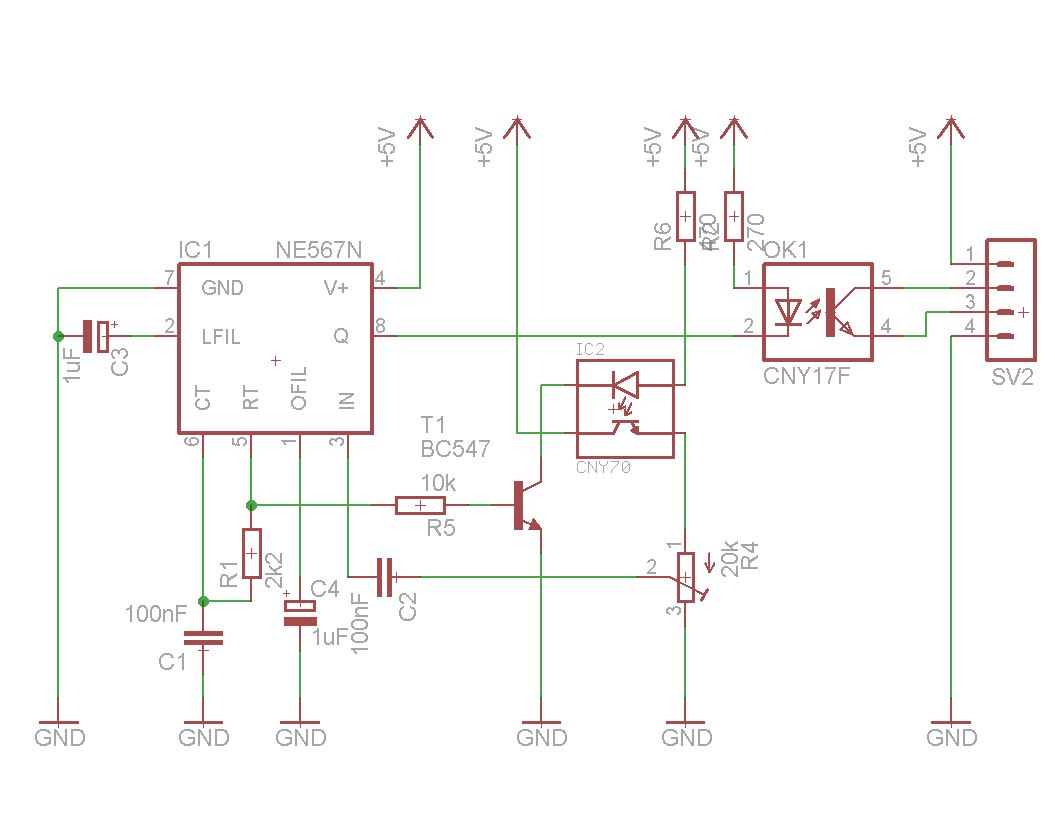 +5V
+5V
+5V
+5V
+5V
R6
470
R2
270
IC1
NE567N
OK1
7
GND
V+
4
1
5
1
2
2
LFIL
Q
8
2
4
3
4
+
1uF
C3
CT
RT
OFIL
IN
IC2
CNY17F
SV2
6
5
1
3
T1
BC547
CNY70
10k
R5
R1
2k2
1
2
3
20k
R4
C4
+
1uF
100nF
C2
100nF
C1
GND
GND
GND
GND
GND
GND